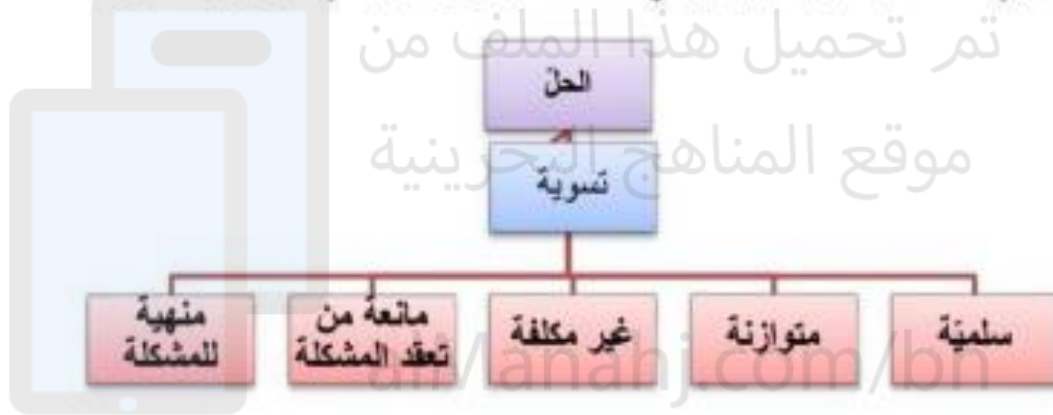 تم تحميل هذا الملف من
موقع المناهج البحرينية
الحلّ
تسوية
سلميّة
متوازنة
غير مكلفة
مانعة من
تعقد المشكلة
منهية
للمشكلة
almanahj.com/bh